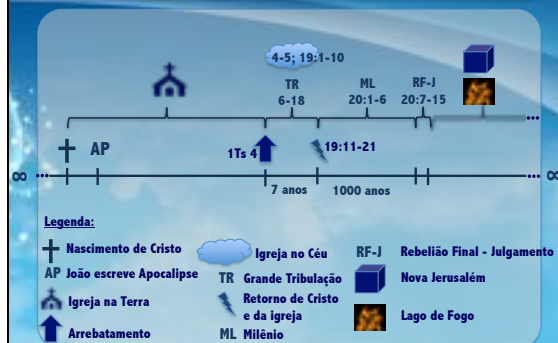 4-5; 19:1-10
TR ML RF-J
6-18 20:1-6 20:7-15
AP 1Ts 4 19:11-21
∞ ... ... ∞
7 anos 1000 anos
Legenda:
Nascimento de Cristo
AP João escreve Apocalipse
Igreja na Terra
Arrebatamento
Igreja no Céu
TR Grande Tribulação
Retorno de Cristo
e da igreja
ML Milênio
RF-J Rebelião Final - Julgamento
Nova Jerusalém
Lago de Fogo